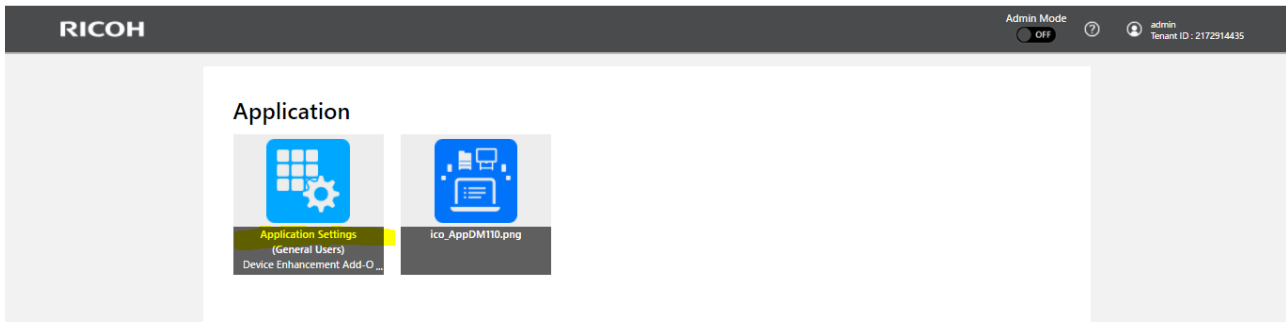 RICOH
Admin Mode
OFF
?
admin
Tenant ID : 2172914435
Application
Application Settings
(General Users)
Device Enhancement Add-O...
ico_AppDM110.png